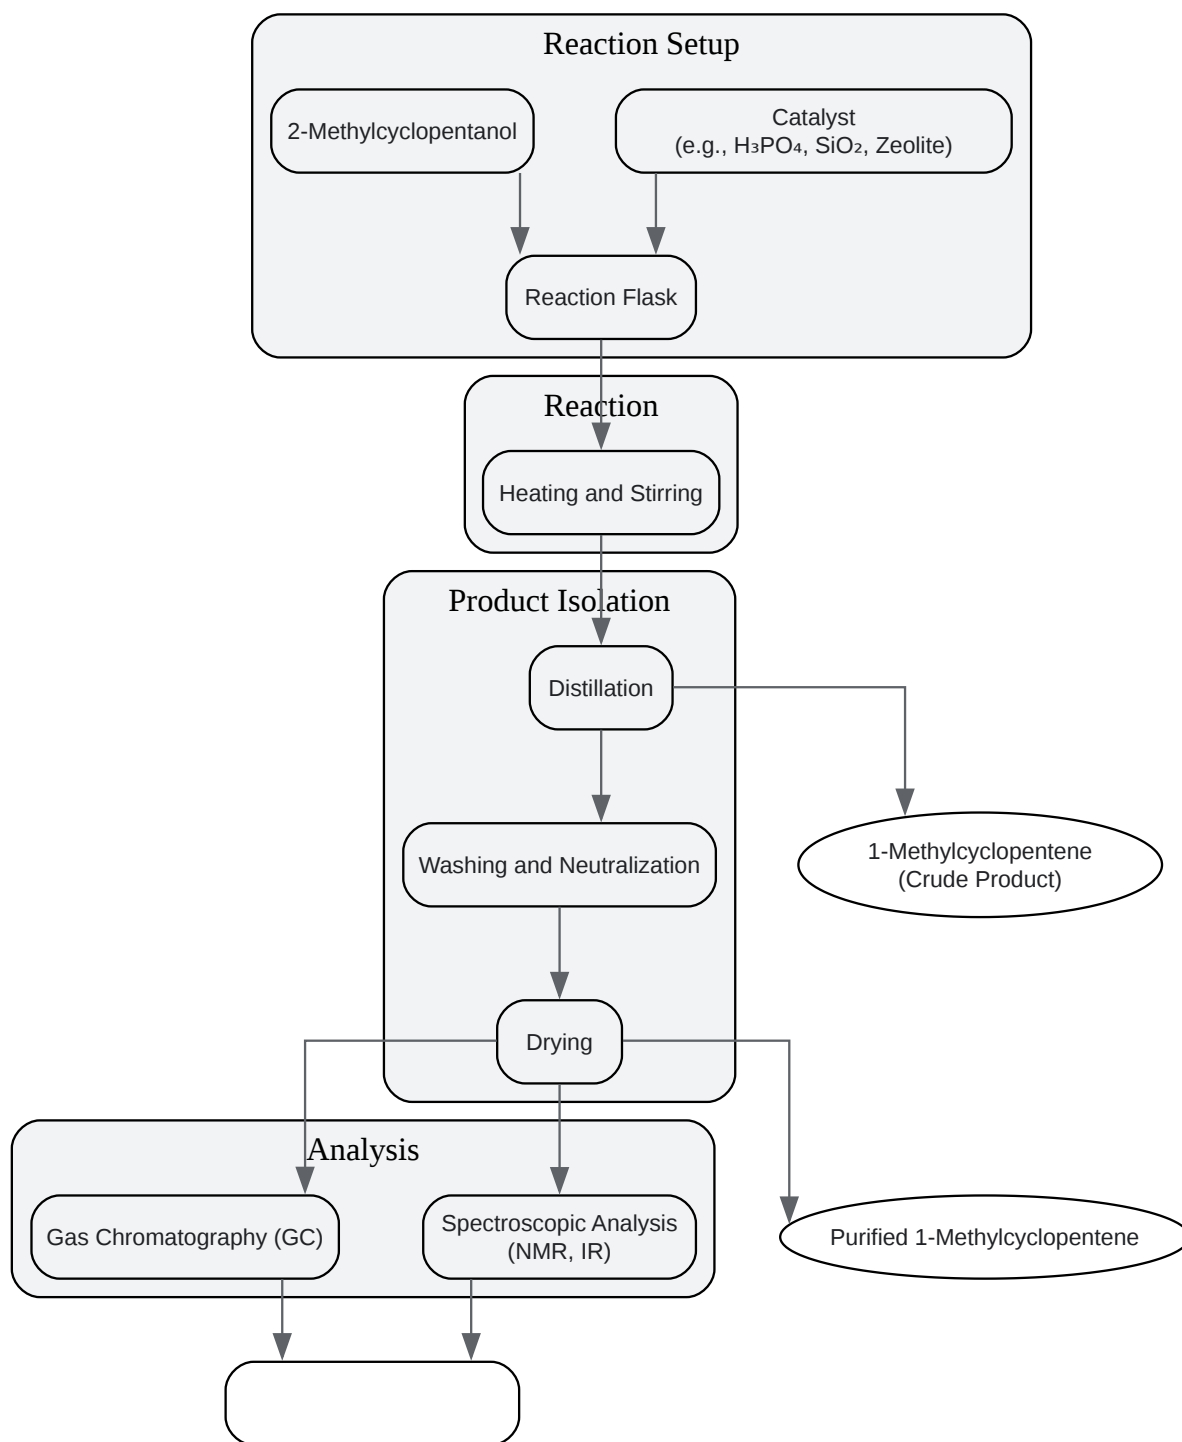 Reaction Setup
2-Methylcyclopentanol
Catalyst
(e.g., H₃PO₄, SiO₂, Zeolite)
Reaction Flask
Reaction
Heating and Stirring
Product Isolation
Distillation
Washing and Neutralization
1-Methylcyclopentene
(Crude Product)
Drying
Analysis
Gas Chromatography (GC)
Spectroscopic Analysis
(NMR, IR)
Purified 1-Methylcyclopentene